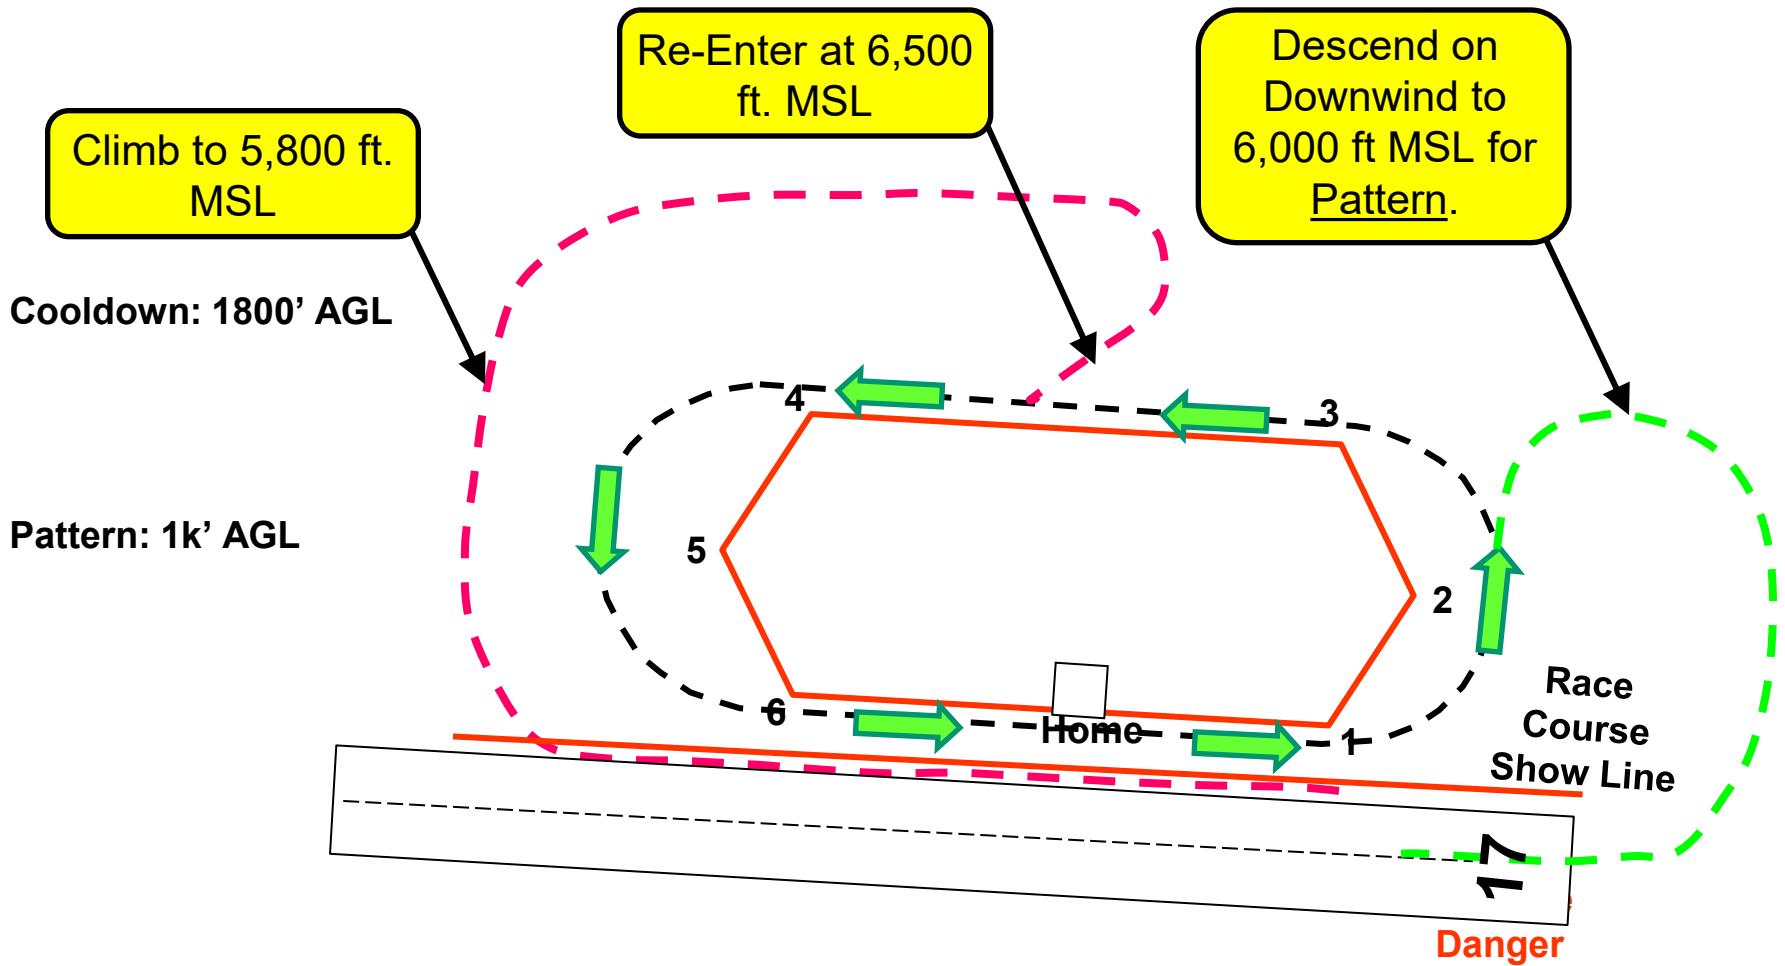 Re-Enter at 6,500
ft. MSL
Descend on
Downwind to
6,000 ft MSL for
Pattern.
Climb to 5,800 ft.
MSL
Cooldown: 1800’ AGL
4
3
Pattern: 1k’ AGL
5
2
6
Home
1
Race
Course
Show Line
17
Danger